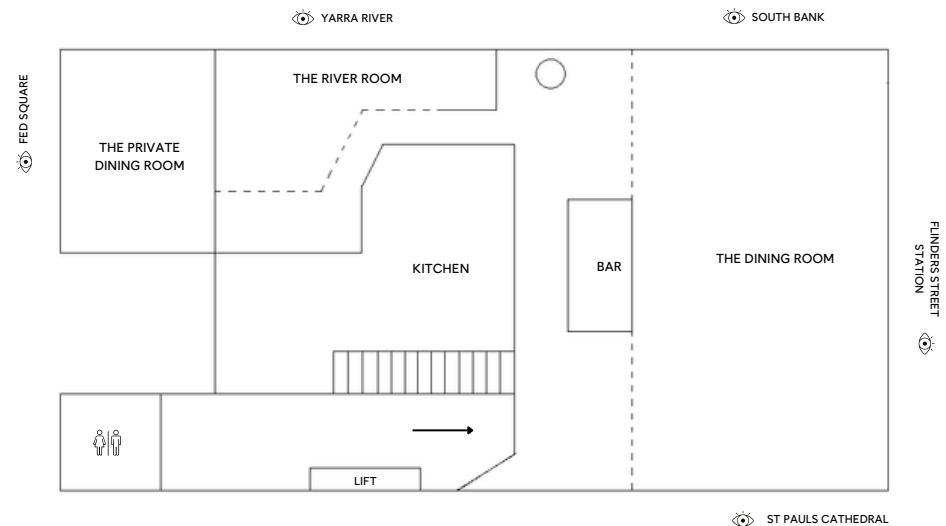 YARRA RIVER
SOUTH BANK
FED SQUARE
THE RIVER ROOM
THE PRIVATE
DINING ROOM
KITCHEN
BAR
THE DINING ROOM
FLINDERS STREET
STATION
LIFT
ST PAULS CATHEDRAL